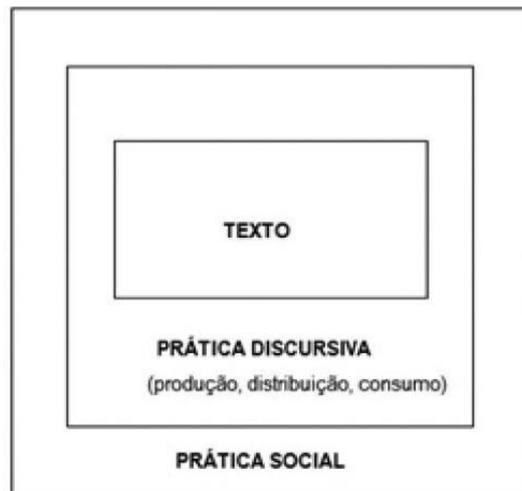 TEXTO
PRÁTICA DISCURSIVA
(produção, distribuição, consumo)
PRÁTICA SOCIAL